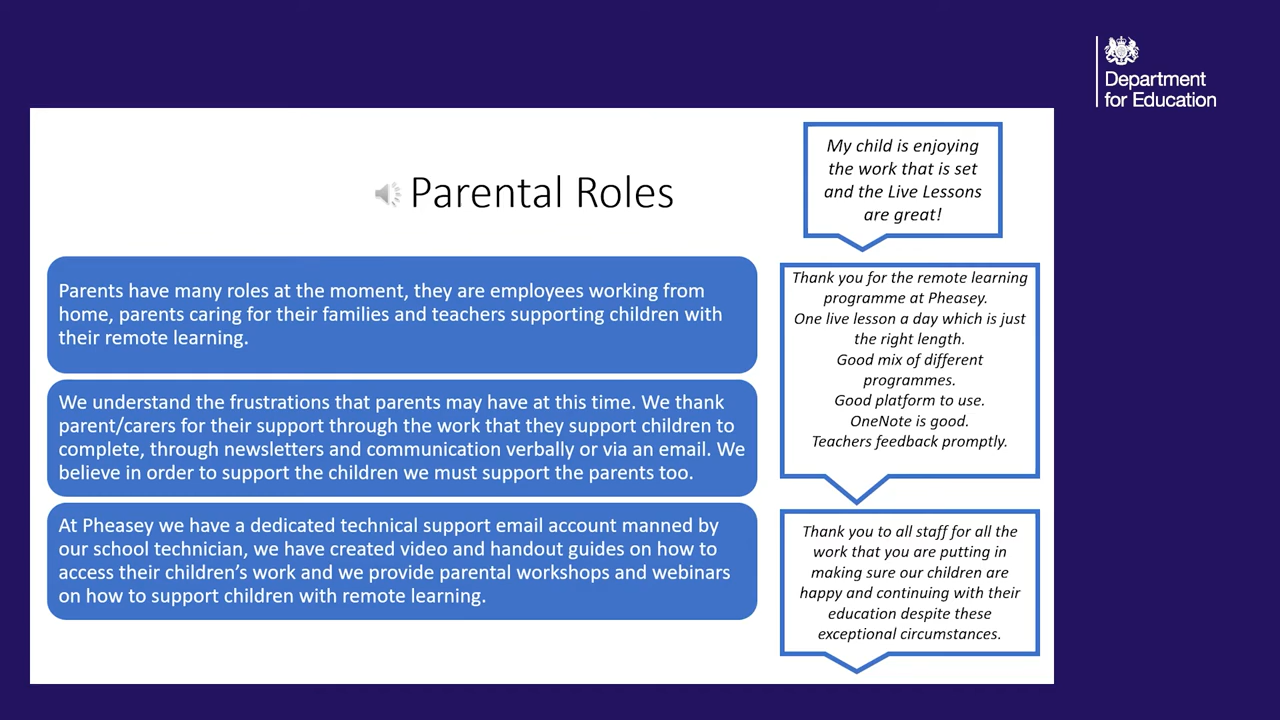 Department
for Education
Parental Roles
Parents have many roles at the moment, they are employees working from
home, parents caring for their families and teachers supporting children with
their remote learning.
We understand the frustrations that parents may have at this time. We thank
parent/carers for their support through the work that they support children to
complete, through newsletters and communication verbally or via an email. We
believe in order to support the children we must support the parents too.
At Pheasey we have a dedicated technical support email account manned by
our school technician, we have created video and handout guides on how to
access their children's work and we provide parental workshops and webinars
on how to support children with remote learning.
My child is enjoying
the work that is set
and the Live Lessons
are great!
Thank you for the remote learning
programme at Pheasey.
One live lesson a day which is just
the right length.
Good mix of different
programmes.
Good platform to use.
OneNote is good.
Teachers feedback promptly.
Thank you to all staff for all the
work that you are putting in
making sure our children are
happy and continuing with their
education despite these
exceptional circumstances.